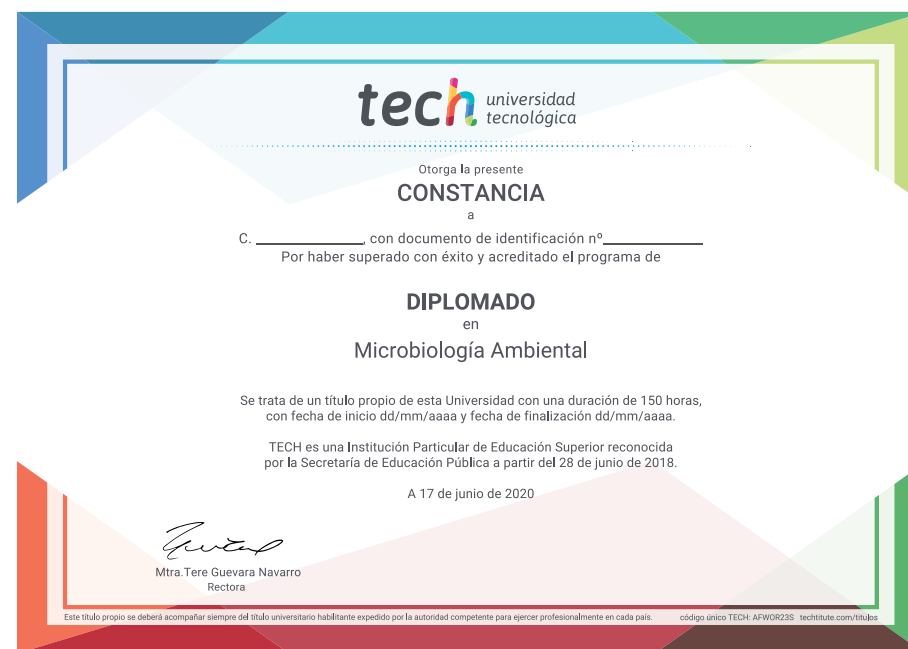 tech universidad
tecnológica
Otorga la presente
CONSTANCIA
a
C. ____________, con documento de identificación nº____________
Por haber superado con éxito y acreditado el programa de
DIPLOMADO
en
Microbiología Ambiental
Se trata de un título propio de esta Universidad con una duración de 150 horas,
con fecha de inicio dd/mm/aaaa y fecha de finalización dd/mm/aaaa.
TECH es una Institución Particular de Educación Superior reconocida
por la Secretaría de Educación Pública a partir del 28 de junio de 2018.
A 17 de junio de 2020
Mtra.Tere Guevara Navarro
Rectora
Este título propio se deberá acompañar siempre del título universitario habilitante expedido por la autoridad competente para ejercer profesionalmente en cada país. código único TECH: AFWOR23S techtitute.com/titulos